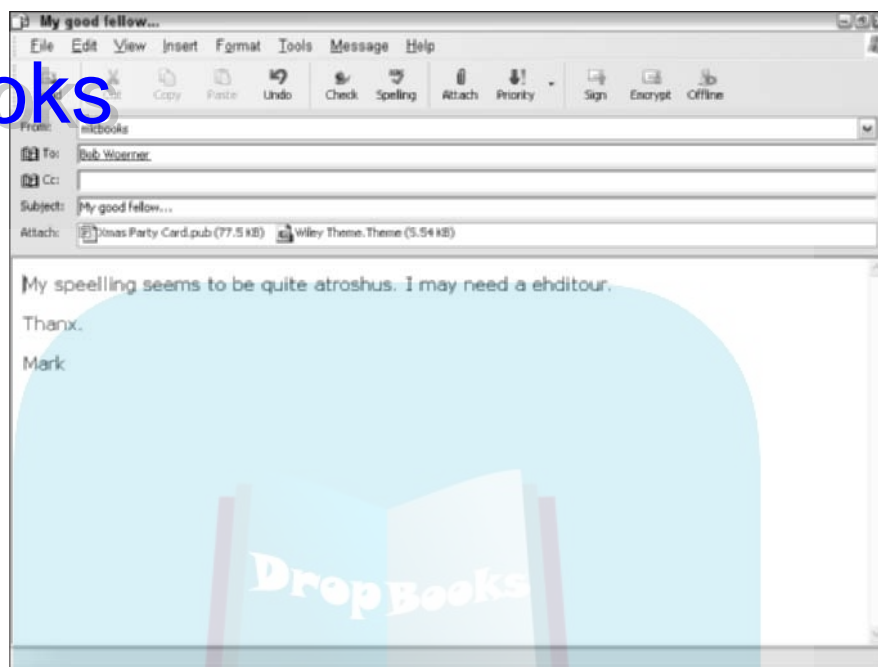 My good fellow...
File Edit View Insert Format Tools Message Help
oks
Cut Copy Paste Undo Check Spelling Attach Priority Sign Encrypt Offline
From: mlcbooks
To: Bob Woerner
Cc:
Subject: My good fellow...
Attach: Xmas Party Card.pub (77.5 KB) Wiley Theme.Theme (5.54 KB)
My speelling seems to be quite atroshus. I may need a ehditour.
Thanx.
Mark
DropBooks